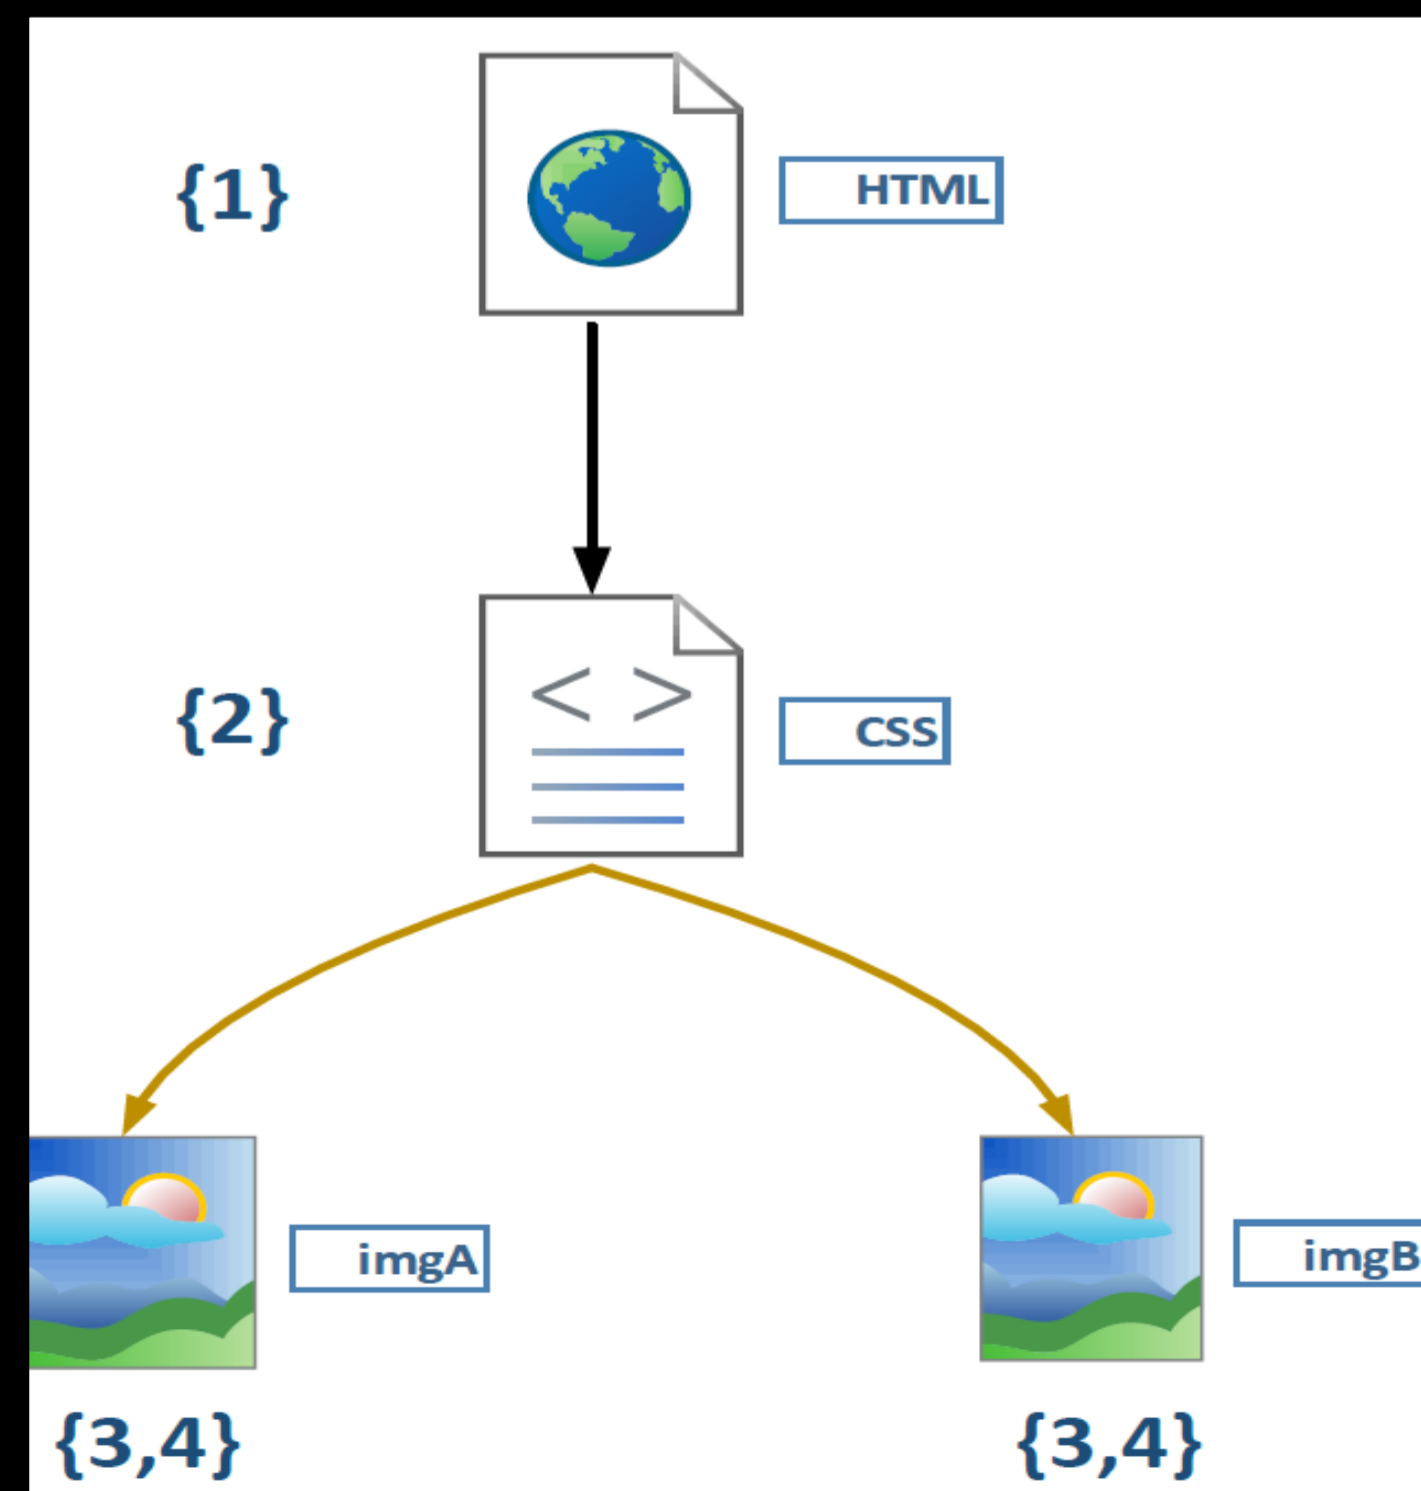 {1}
HTML
{2}
< >
CSS
imgA
imgB
{3,4}
{3,4}